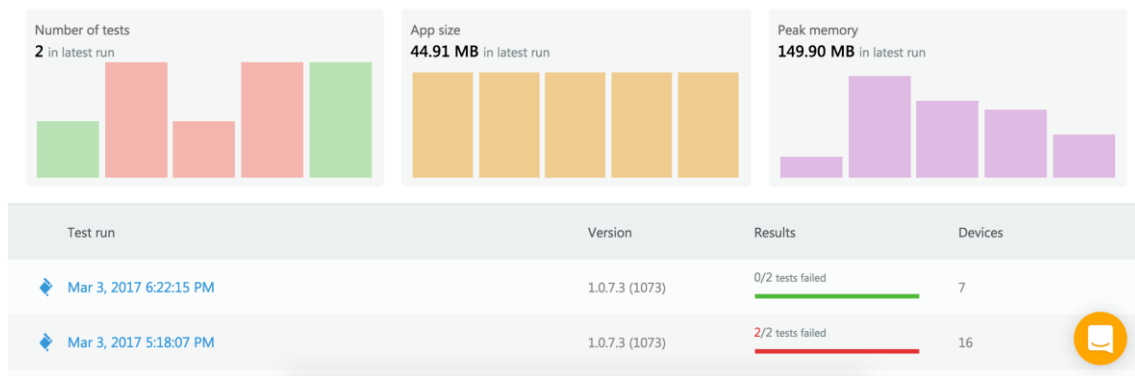 Number of tests
2 in latest run
App size
44.91 MB in latest run
Peak memory
149.90 MB in latest run
Test run Version Results Devices
Mar 3, 2017 6:22:15 PM 1.0.7.3 (1073) 0/2 tests failed 7
Mar 3, 2017 5:18:07 PM 1.0.7.3 (1073) 2/2 tests failed 16